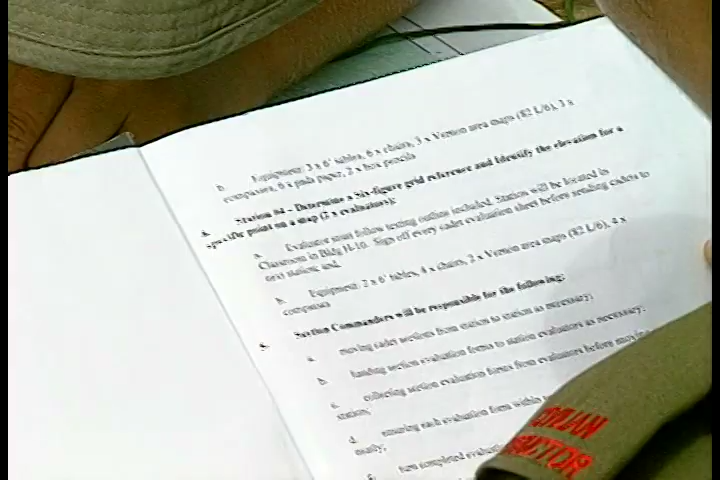 b. Equipment: 3 x 6' tables, 6 x chairs, 3 x Vernon area maps (82 L/6), 3 x
compasses, 6 x pads paper, 2 x box pencils
Station #4 – Determine a Six-figure grid reference and Identify the elevation for a
specific point on a map (2 x evaluators):
a. Evaluator must follow testing outline included. Station will be located in
Classroom in Bldg H-10. Sign off every cadet evaluation sheet before sending cadets to
next station; and
b. Equipment: 2 x 6' tables, 4 x chairs, 2 x Vernon area maps (82 L/6), 4 x
compasses
Section Commanders will be responsible for the following:
a. moving cadet sections from station to station as necessary;
b. handing section evaluation forms to station evaluators as necessary;
c. collecting section evaluation forms from evaluators before moving
station;
d. ensuring each evaluation form within
turn completed evaluation